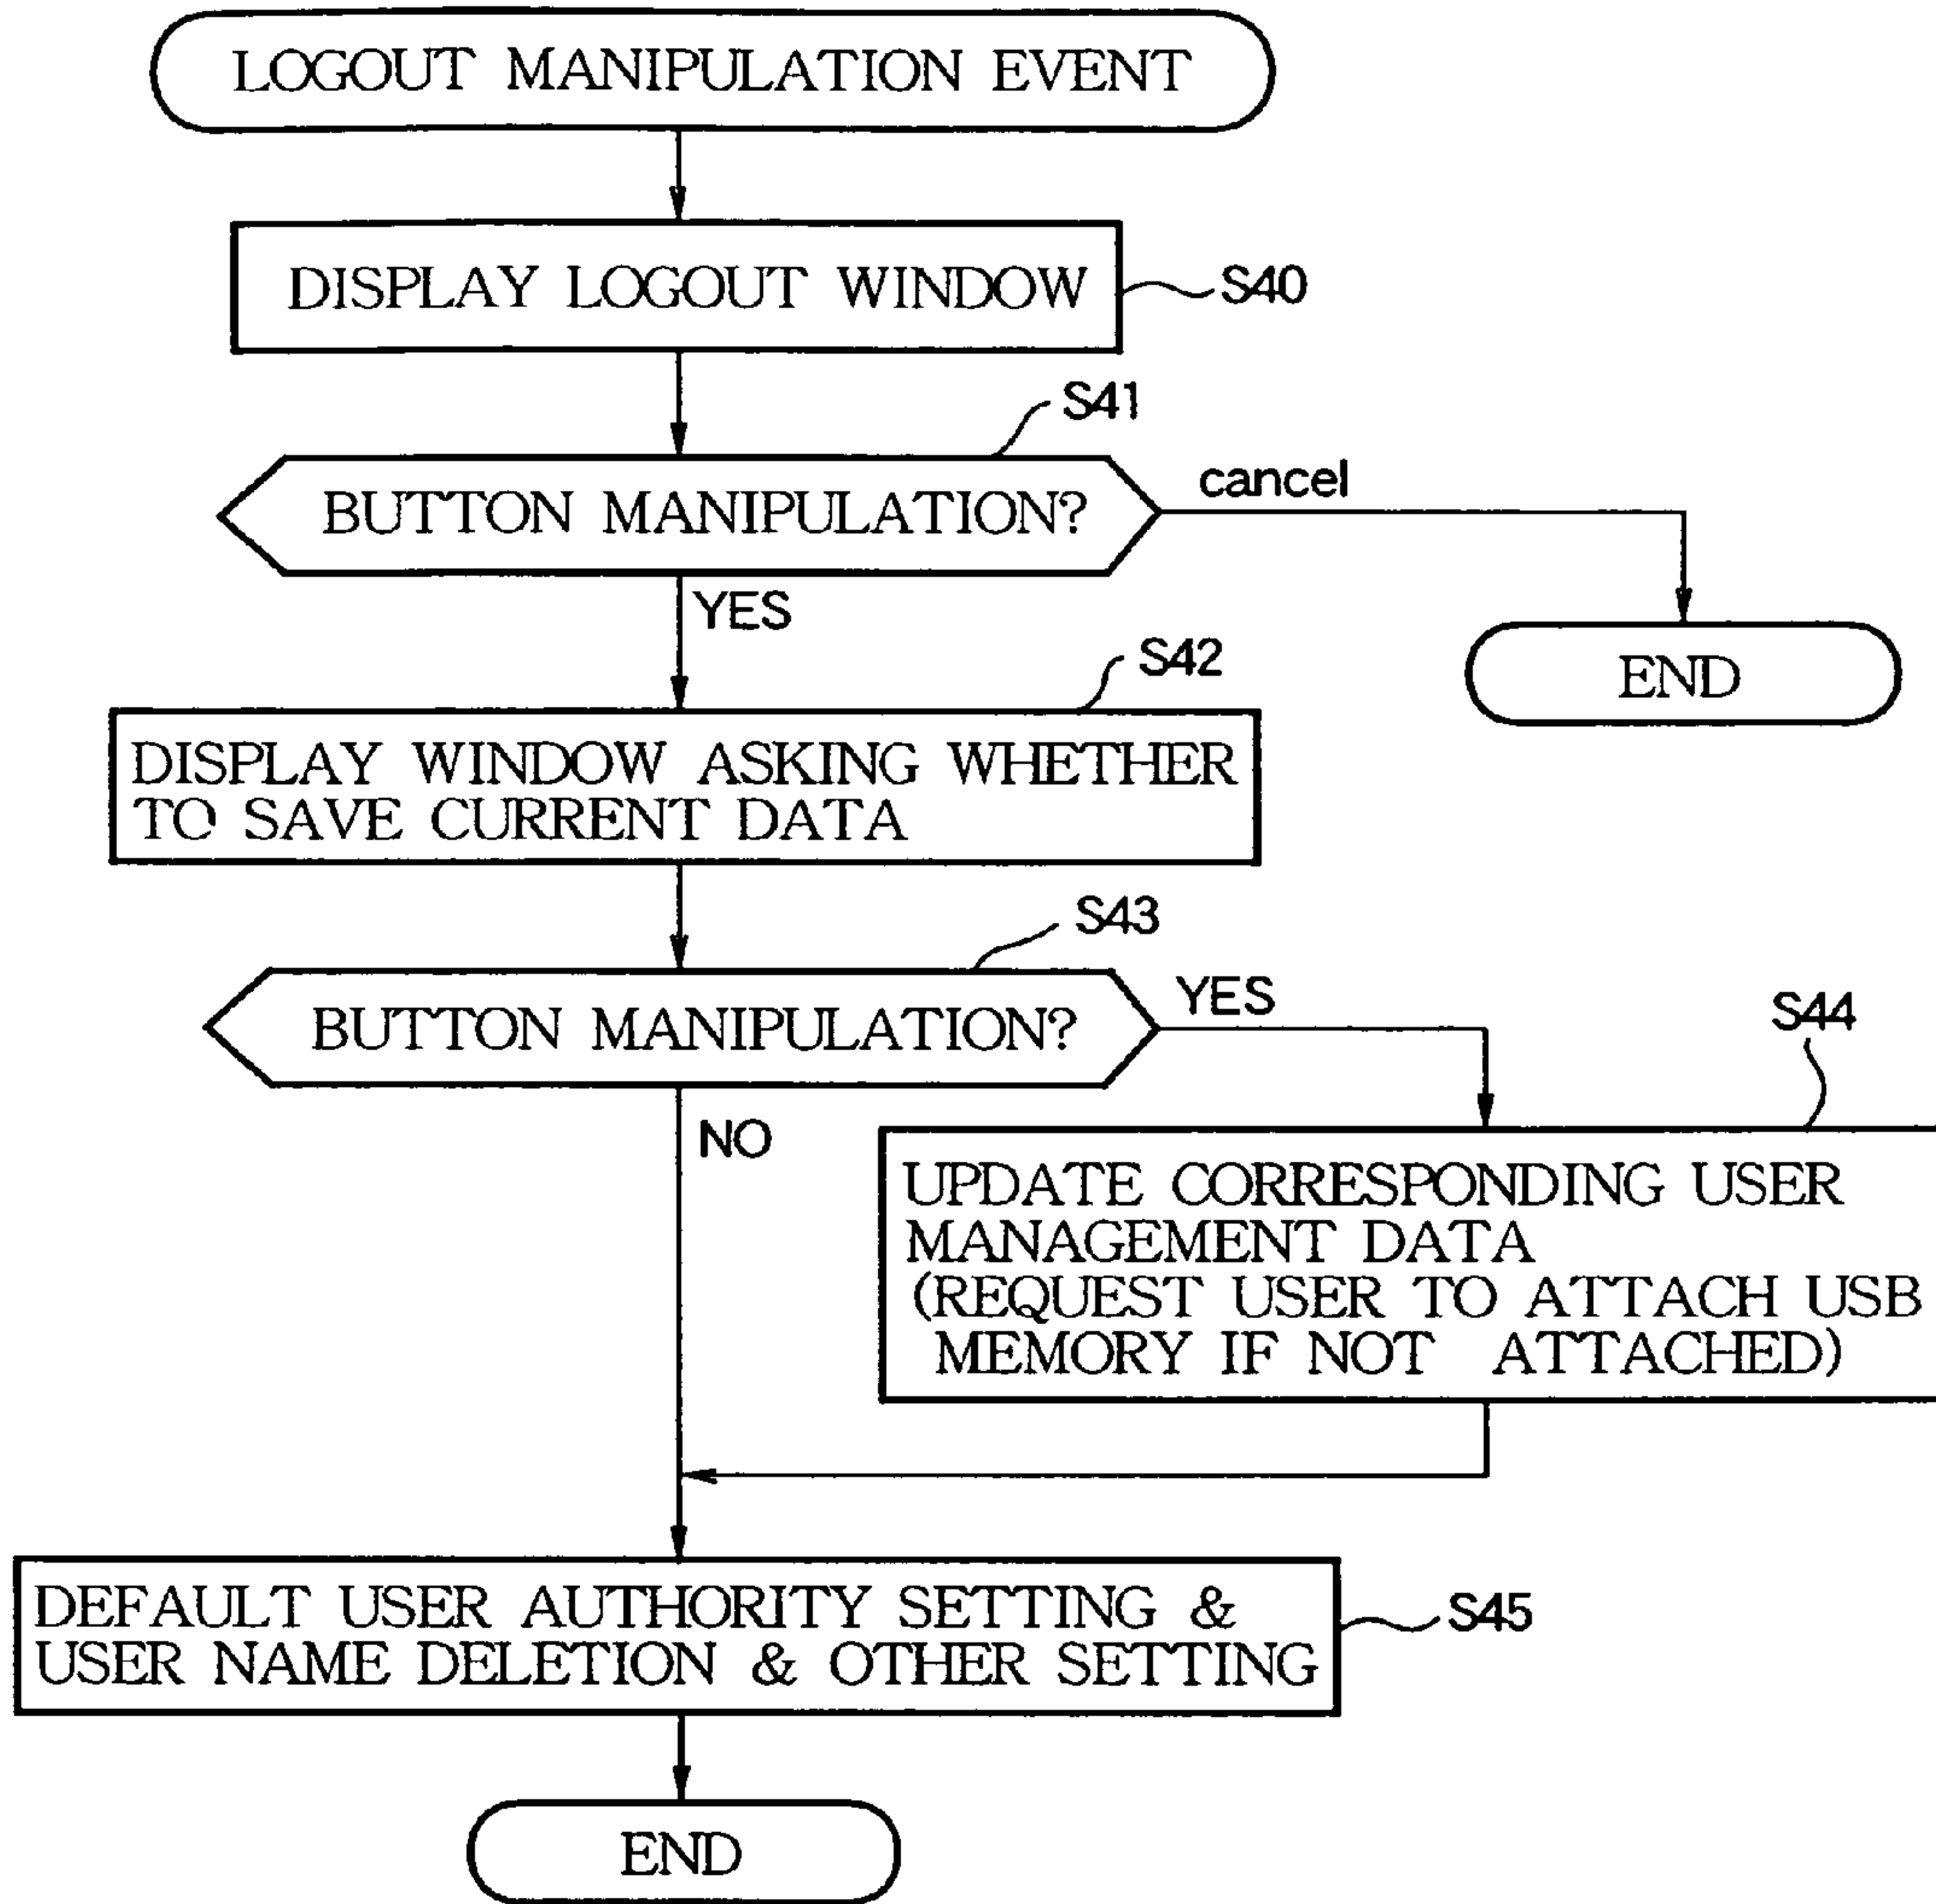 LOGOUT MANIPULATION EVENT
DISPLAY LOGOUT WINDOW
S40
S41
BUTTON MANIPULATION?
cancel
YES
END
S42
DISPLAY WINDOW ASKING WHETHER
TO SAVE CURRENT DATA
S43
BUTTON MANIPULATION?
YES
NO
S44
UPDATE CORRESPONDING USER
MANAGEMENT DATA
(REQUEST USER TO ATTACH USB
MEMORY IF NOT ATTACHED)
DEFAULT USER AUTHORITY SETTING &
USER NAME DELETION & OTHER SETTING
S45
END